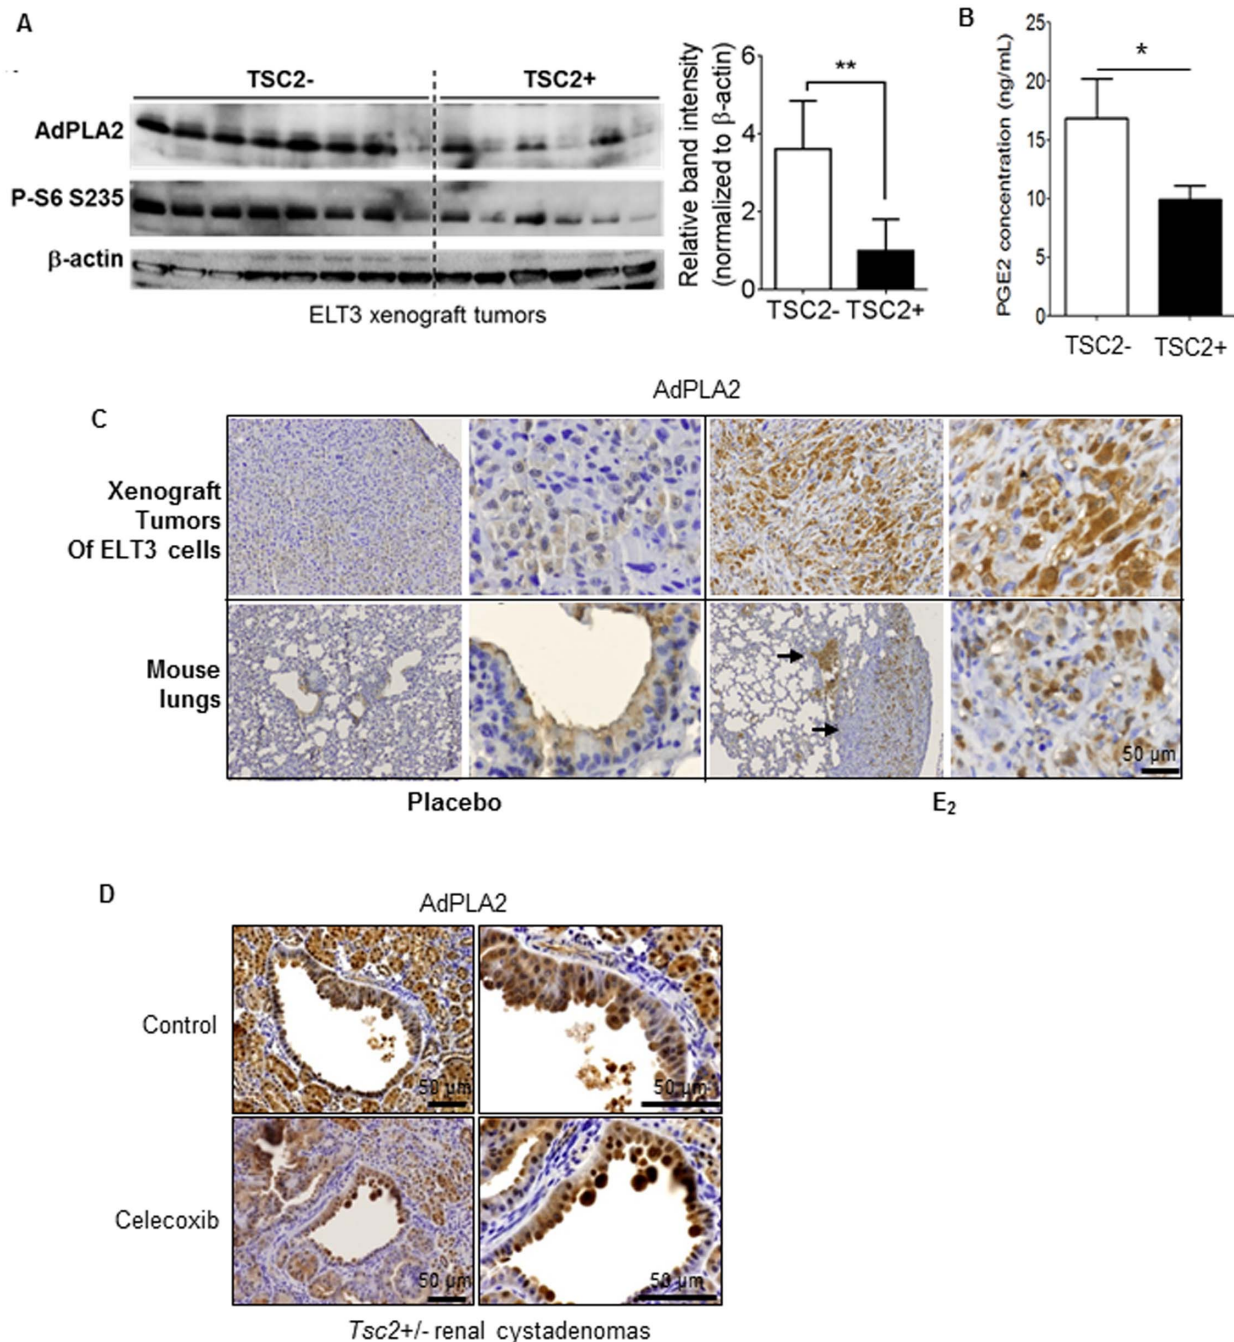 A
TSC2-
TSC2+
AdPLA2
P-S6 S235
β-actin
ELT3 xenograft tumors
Relative band intensity
(normalized to β-actin)
6
4
2
0
**
TSC2- TSC2+
B
PGE2 concentration (ng/mL)
25
20
15
10
5
0
*
TSC2- TSC2+
AdPLA2
C
Xenograft
Tumors
Of ELT3 cells
Mouse
lungs
50 μm
Placebo
E₂
D
AdPLA2
Control
50 μm
50 μm
Celecoxib
50 μm
50 μm
Tsc2+/- renal cystadenomas